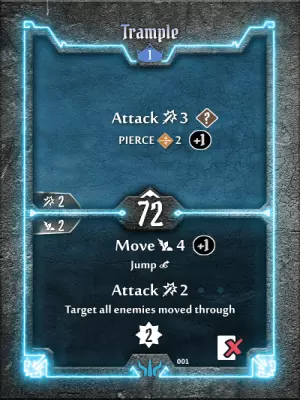 Trample
1
Attack 3 ?
PIERCE 2 +1
2
72
2
Move 4 +1
Jump
Attack 2
Target all enemies moved through
2
001